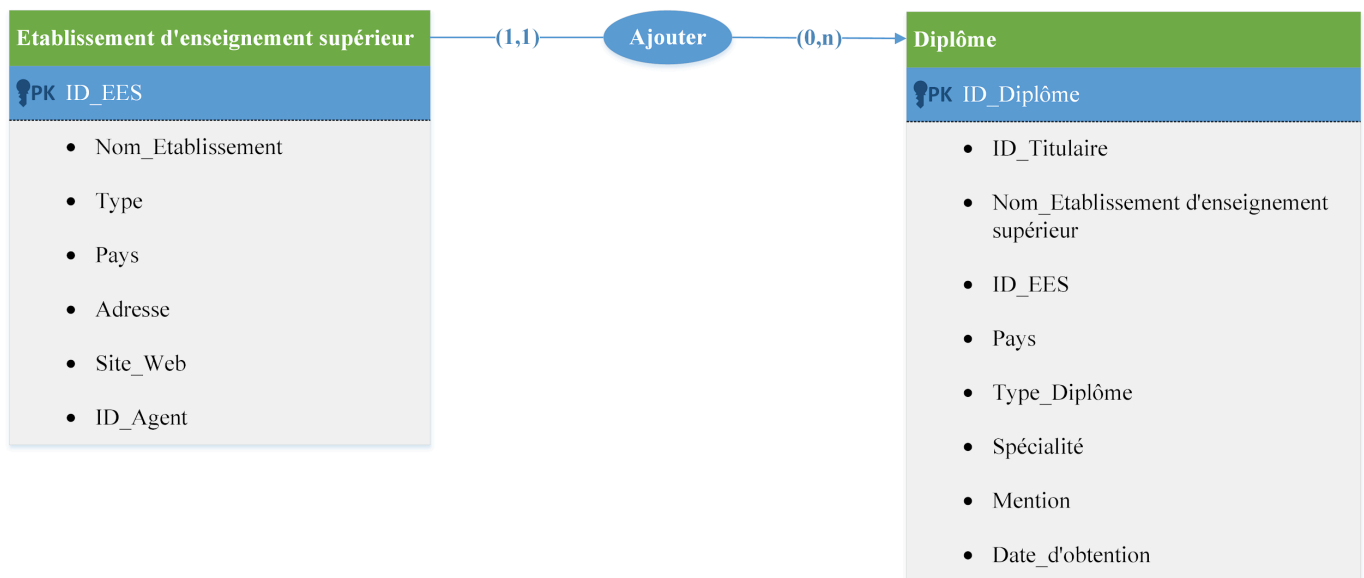 Etablissement d'enseignement supérieur
(1,1)
Ajouter
(0,n)
Diplôme
PK ID_EES
• Nom_Etablissement
• Type
• Pays
• Adresse
• Site_Web
• ID_Agent
PK ID_Diplôme
• ID_Titulaire
• Nom_Etablissement d'enseignement
supérieur
• ID_EES
• Pays
• Type_Diplôme
• Spécialité
• Mention
• Date_d'obtention